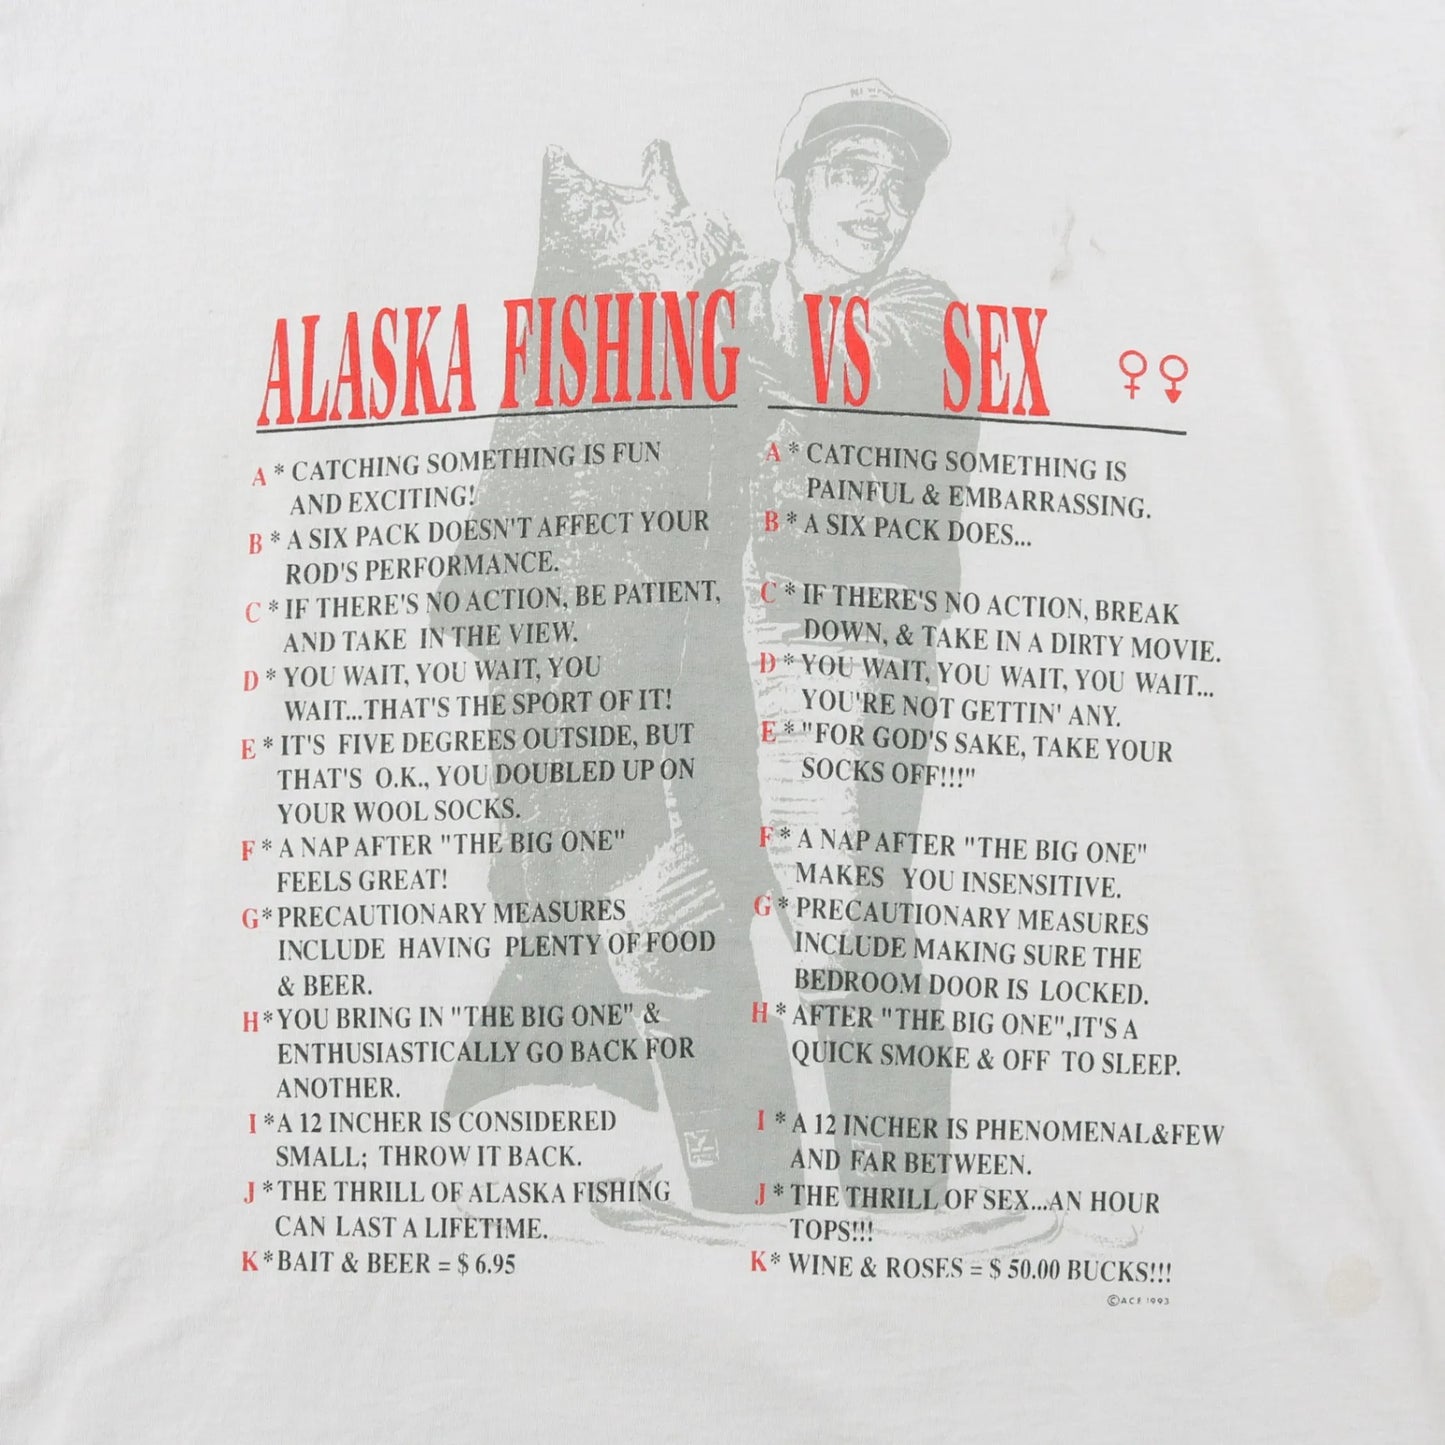 ALASKA FISHING VS SEX
A * CATCHING SOMETHING IS FUN
AND EXCITING!
B * A SIX PACK DOESN'T AFFECT YOUR
ROD'S PERFORMANCE.
C * IF THERE'S NO ACTION, BE PATIENT,
AND TAKE IN THE VIEW.
D * YOU WAIT, YOU WAIT, YOU
WAIT...THAT'S THE SPORT OF IT!
E * IT'S FIVE DEGREES OUTSIDE, BUT
THAT'S O.K., YOU DOUBLED UP ON
YOUR WOOL SOCKS.
F * A NAP AFTER "THE BIG ONE"
FEELS GREAT!
G * PRECAUTIONARY MEASURES
INCLUDE HAVING PLENTY OF FOOD
& BEER.
H * YOU BRING IN "THE BIG ONE" &
ENTHUSIASTICALLY GO BACK FOR
ANOTHER.
I * A 12 INCHER IS CONSIDERED
SMALL; THROW IT BACK.
J * THE THRILL OF ALASKA FISHING
CAN LAST A LIFETIME.
K * BAIT & BEER = $ 6.95
A * CATCHING SOMETHING IS
PAINFUL & EMBARRASSING.
B * A SIX PACK DOES...
C * IF THERE'S NO ACTION, BREAK
DOWN, & TAKE IN A DIRTY MOVIE.
D * YOU WAIT, YOU WAIT, YOU WAIT...
YOU'RE NOT GETTIN' ANY.
E * "FOR GOD'S SAKE, TAKE YOUR
SOCKS OFF!!!"
F * A NAP AFTER "THE BIG ONE"
MAKES YOU INSENSITIVE.
G * PRECAUTIONARY MEASURES
INCLUDE MAKING SURE THE
BEDROOM DOOR IS LOCKED.
H * AFTER "THE BIG ONE",IT'S A
QUICK SMOKE & OFF TO SLEEP.
I * A 12 INCHER IS PHENOMENAL&FEW
AND FAR BETWEEN.
J * THE THRILL OF SEX...AN HOUR
TOPS!!!
K * WINE & ROSES = $ 50.00 BUCKS!!!
© ACF 1993